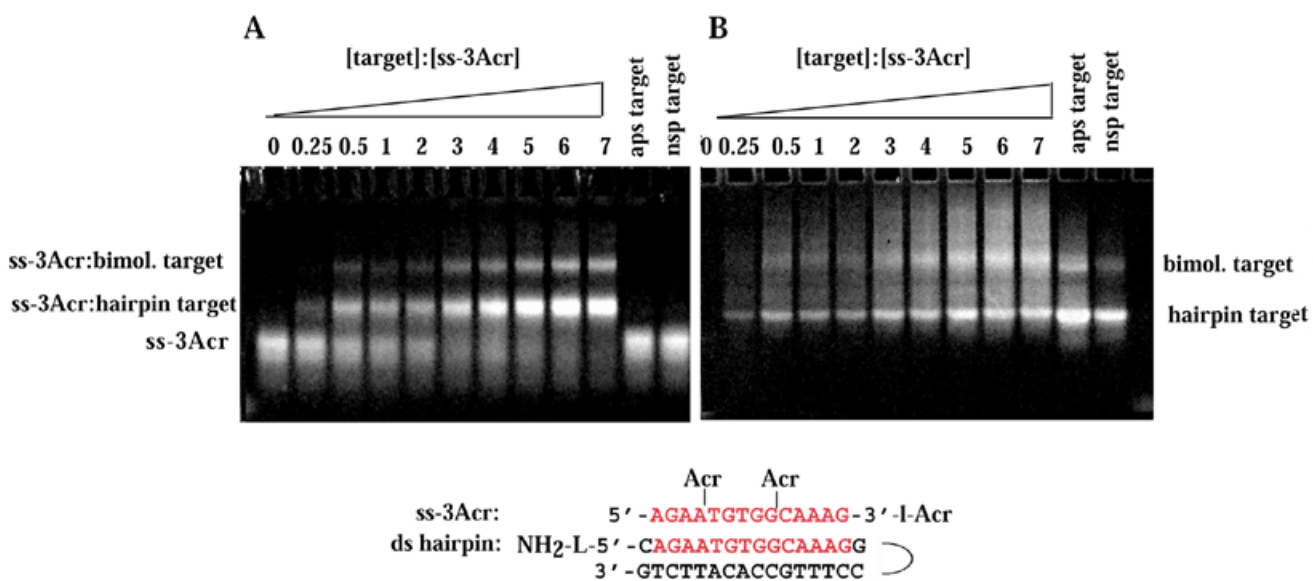 A
[target]:[ss-3Acr]
0 0.25 0.5 1 2 3 4 5 6 7 aps target nsp target
ss-3Acr:bimol. target
ss-3Acr:hairpin target
ss-3Acr
B
[target]:[ss-3Acr]
0 0.25 0.5 1 2 3 4 5 6 7 aps target nsp target
bimol. target
hairpin target
Acr Acr
ss-3Acr: 5′-AGAATGTGGCAAAG-3′-l-Acr
ds hairpin: NH2-L-5′-CAGAATGTGGCAAAGG
3′-GTCTTACACCGTTTCC